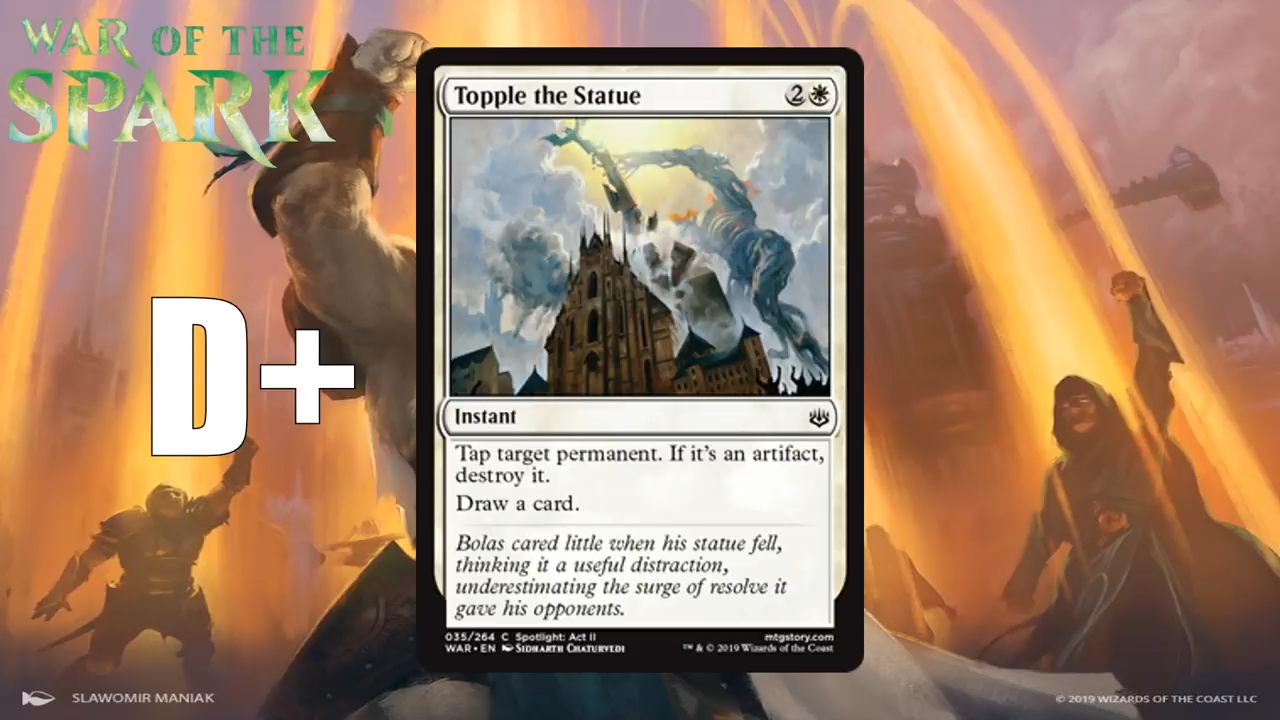 WAR OF THE
SPARK
D+
Topple the Statue 2
Instant
Tap target permanent. If it's an artifact,
destroy it.
Draw a card.
Bolas cared little when his statue fell,
thinking it a useful distraction,
underestimating the surge of resolve it
gave his opponents.
035/264 C Spotlight: Act II
mtgstory.com
WAR • EN SIDHARTH CHATURVEDI
™ & © 2019 Wizards of the Coast
SLAWOMIR MANIAK
© 2019 WIZARDS OF THE COAST LLC